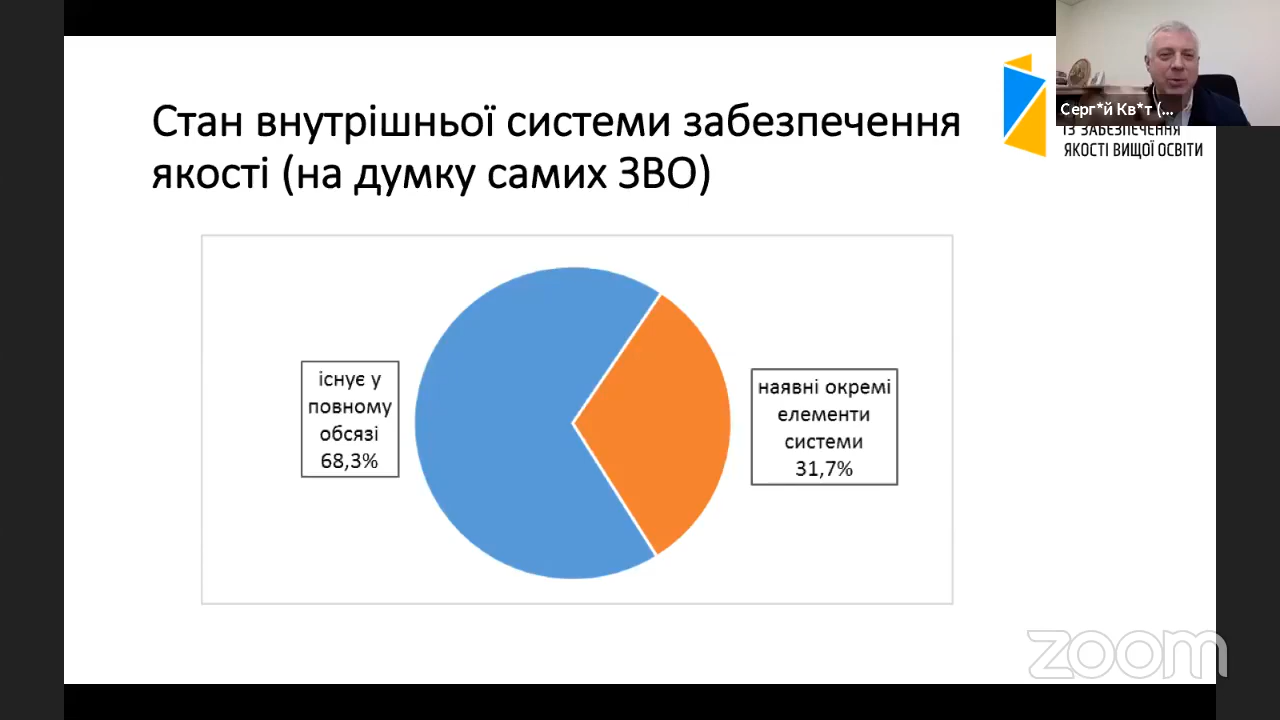 Стан внутрішньої системи забезпечення
якості (на думку самих ЗВО)
Серг*й Кв*т (...
ІЗ ЗАБЕЗПЕЧЕННЯ
ЯКОСТІ ВИЩОЇ ОСВІТИ
існує у
повному
обсязі
68,3%
наявні окремі
елементи
системи
31,7%
zoom